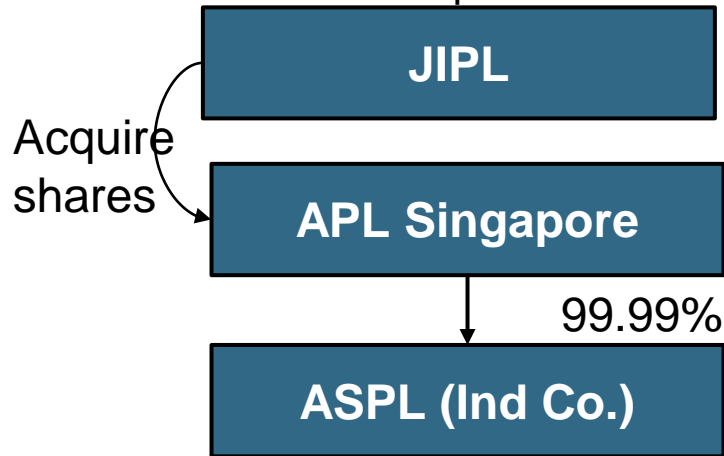 JIPL
Acquire
shares
APL Singapore
99.99%
ASPL (Ind Co.)